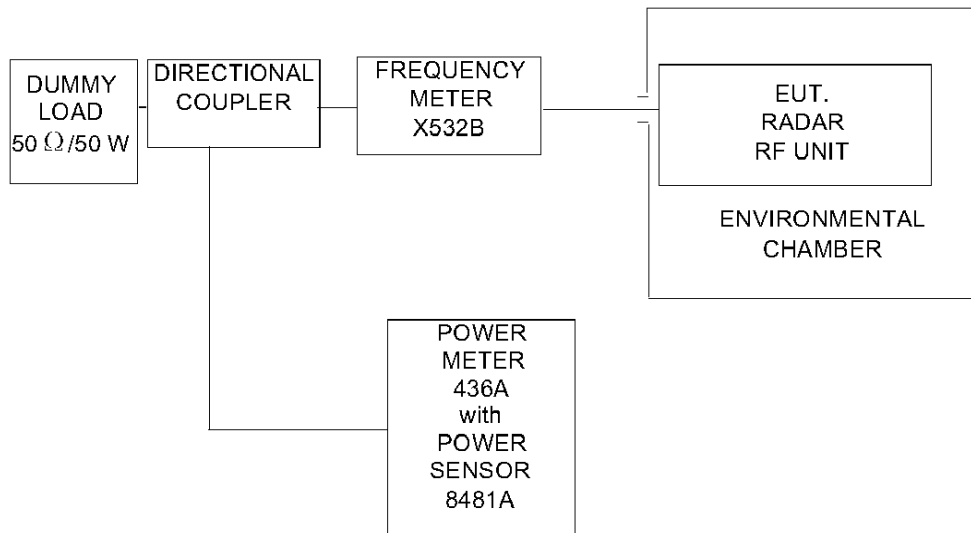 DUMMY
LOAD
50 Ω/50 W
DIRECTIONAL
COUPLER
FREQUENCY
METER
X532B
EUT.
RADAR
RF UNIT
ENVIRONMENTAL
CHAMBER
POWER
METER
436A
with
POWER
SENSOR
8481A